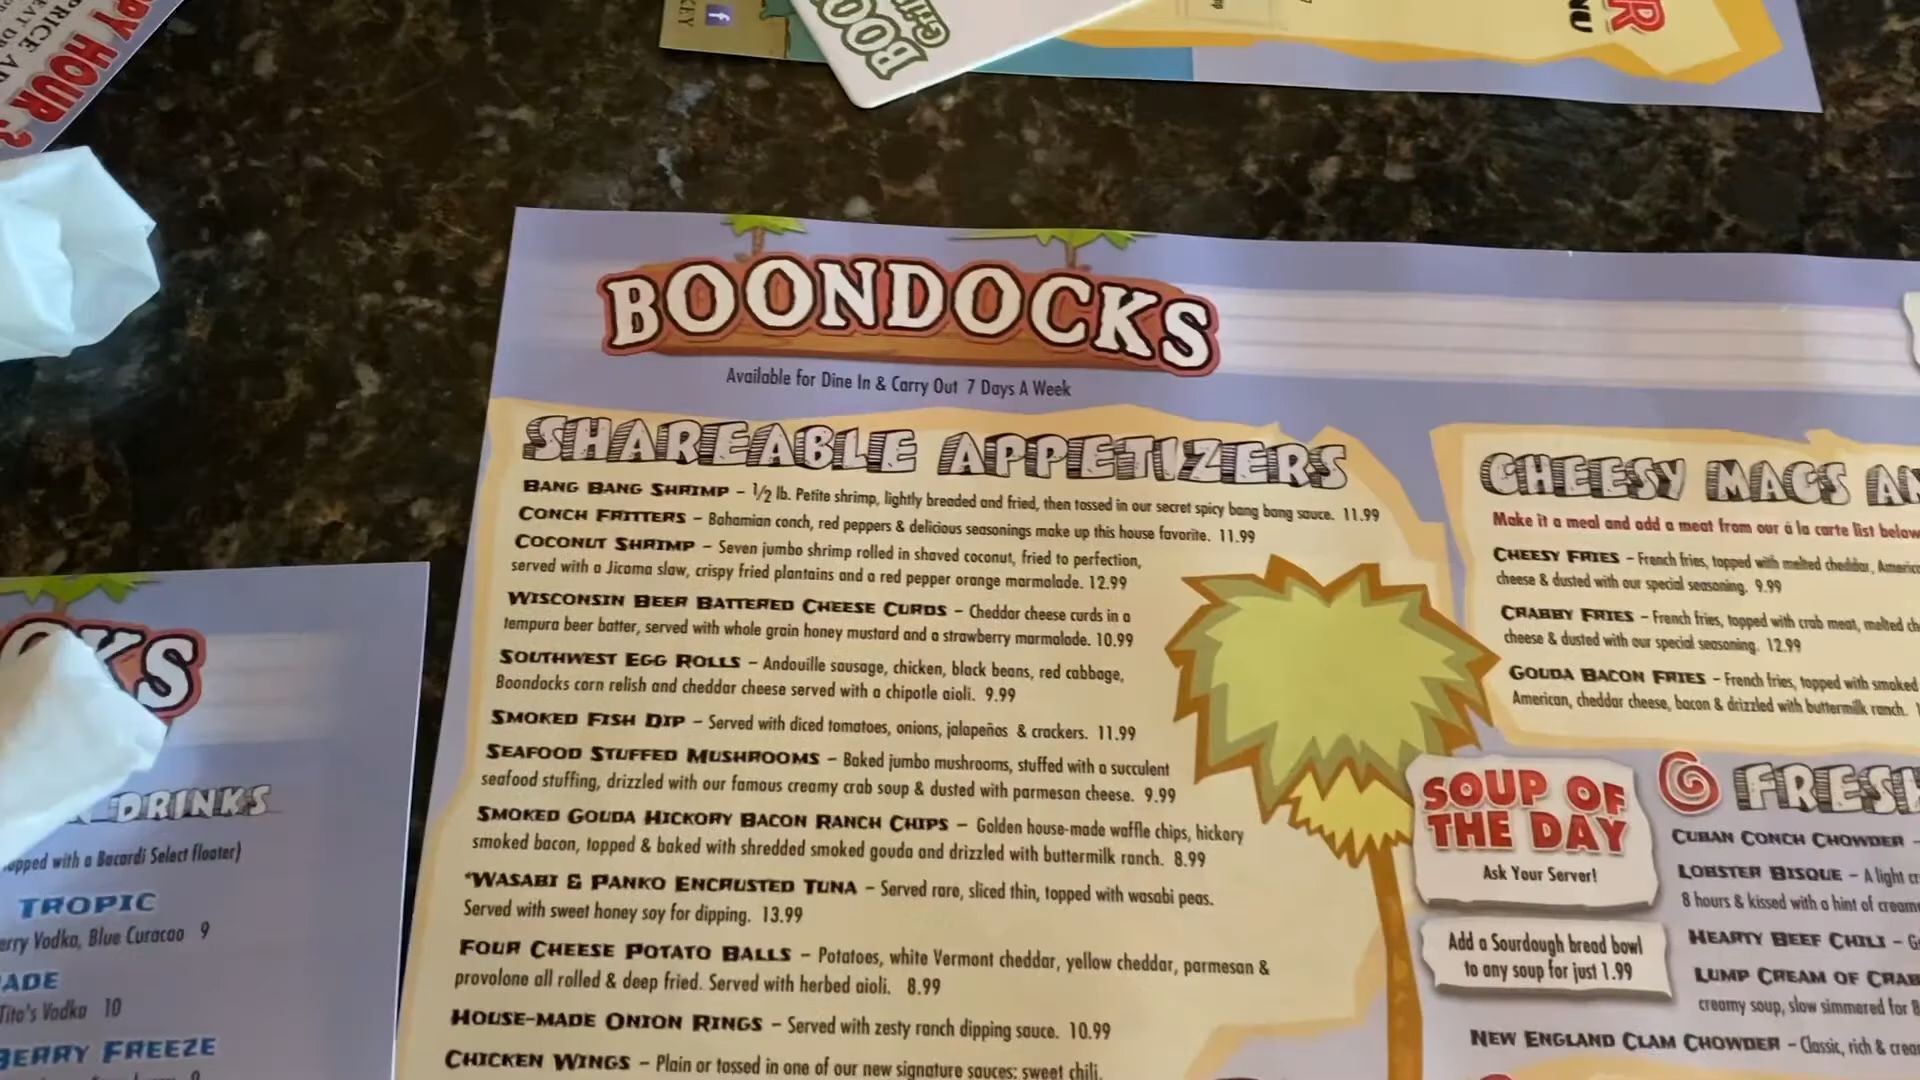 BOONDOCKS
Available for Dine In & Carry Out 7 Days A Week
SHAREABLE APPETIZERS
BANG BANG SHRIMP – 1/2 lb. Petite shrimp, lightly breaded and fried, then tossed in our secret spicy bang bang sauce. 11.99
CONCH FRITTERS – Bahamian conch, red peppers & delicious seasonings make up this house favorite. 11.99
COCONUT SHRIMP – Seven jumbo shrimp rolled in shaved coconut, fried to perfection,
served with a Jicama slaw, crispy fried plantains and a red pepper orange marmalade. 12.99
WISCONSIN BEER BATTERED CHEESE CURDS – Cheddar cheese curds in a
tempura beer batter, served with whole grain honey mustard and a strawberry marmalade. 10.99
SOUTHWEST EGG ROLLS – Andouille sausage, chicken, black beans, red cabbage,
Boondocks corn relish and cheddar cheese served with a chipotle aioli. 9.99
SMOKED FISH DIP – Served with diced tomatoes, onions, jalapeños & crackers. 11.99
SEAFOOD STUFFED MUSHROOMS – Baked jumbo mushrooms, stuffed with a succulent
seafood stuffing, drizzled with our famous creamy crab soup & dusted with parmesan cheese. 9.99
SMOKED GOUDA HICKORY BACON RANCH CHIPS – Golden house-made waffle chips, hickory
smoked bacon, topped & baked with shredded smoked gouda and drizzled with buttermilk ranch. 8.99
*WASABI & PANKO ENCRUSTED TUNA – Served rare, sliced thin, topped with wasabi peas.
Served with sweet honey soy for dipping. 13.99
FOUR CHEESE POTATO BALLS – Potatoes, white Vermont cheddar, yellow cheddar, parmesan &
provolone all rolled & deep fried. Served with herbed aioli. 8.99
HOUSE-MADE ONION RINGS – Served with zesty ranch dipping sauce. 10.99
CHICKEN WINGS – Plain or tossed in one of our new signature sauces: sweet chili,
CHEESY MACS
Make it a meal and add a meat from our á la carte list below
CHEESY FRIES – French fries, topped with melted cheddar,
cheese & dusted with our special seasoning. 9.99
CRABBY FRIES – French fries, topped with crab meat, melted
cheese & dusted with our special seasoning. 12.99
GOUDA BACON FRIES – French fries, topped with smoked
American, cheddar cheese, bacon & drizzled with buttermilk ranch.
SOUP OF
THE DAY
Ask Your Server!
Add a Sourdough bread bowl
to any soup for just 1.99
CUBAN CONCH CHOWDER –
LOBSTER BISQUE – A light
8 hours & kissed with a hint of cream
HEARTY BEEF CHILI –
LUMP CREAM OF CRAB
creamy soup, slow simmered for 8
NEW ENGLAND CLAM CHOWDER – Classic, rich &
DRINKS
with a Bacardi Select floater)
TROPIC
Vodka, Blue Curacao 9
ADE
Tito's Vodka 10
BERRY FREEZE
HOUR 3
PRICE